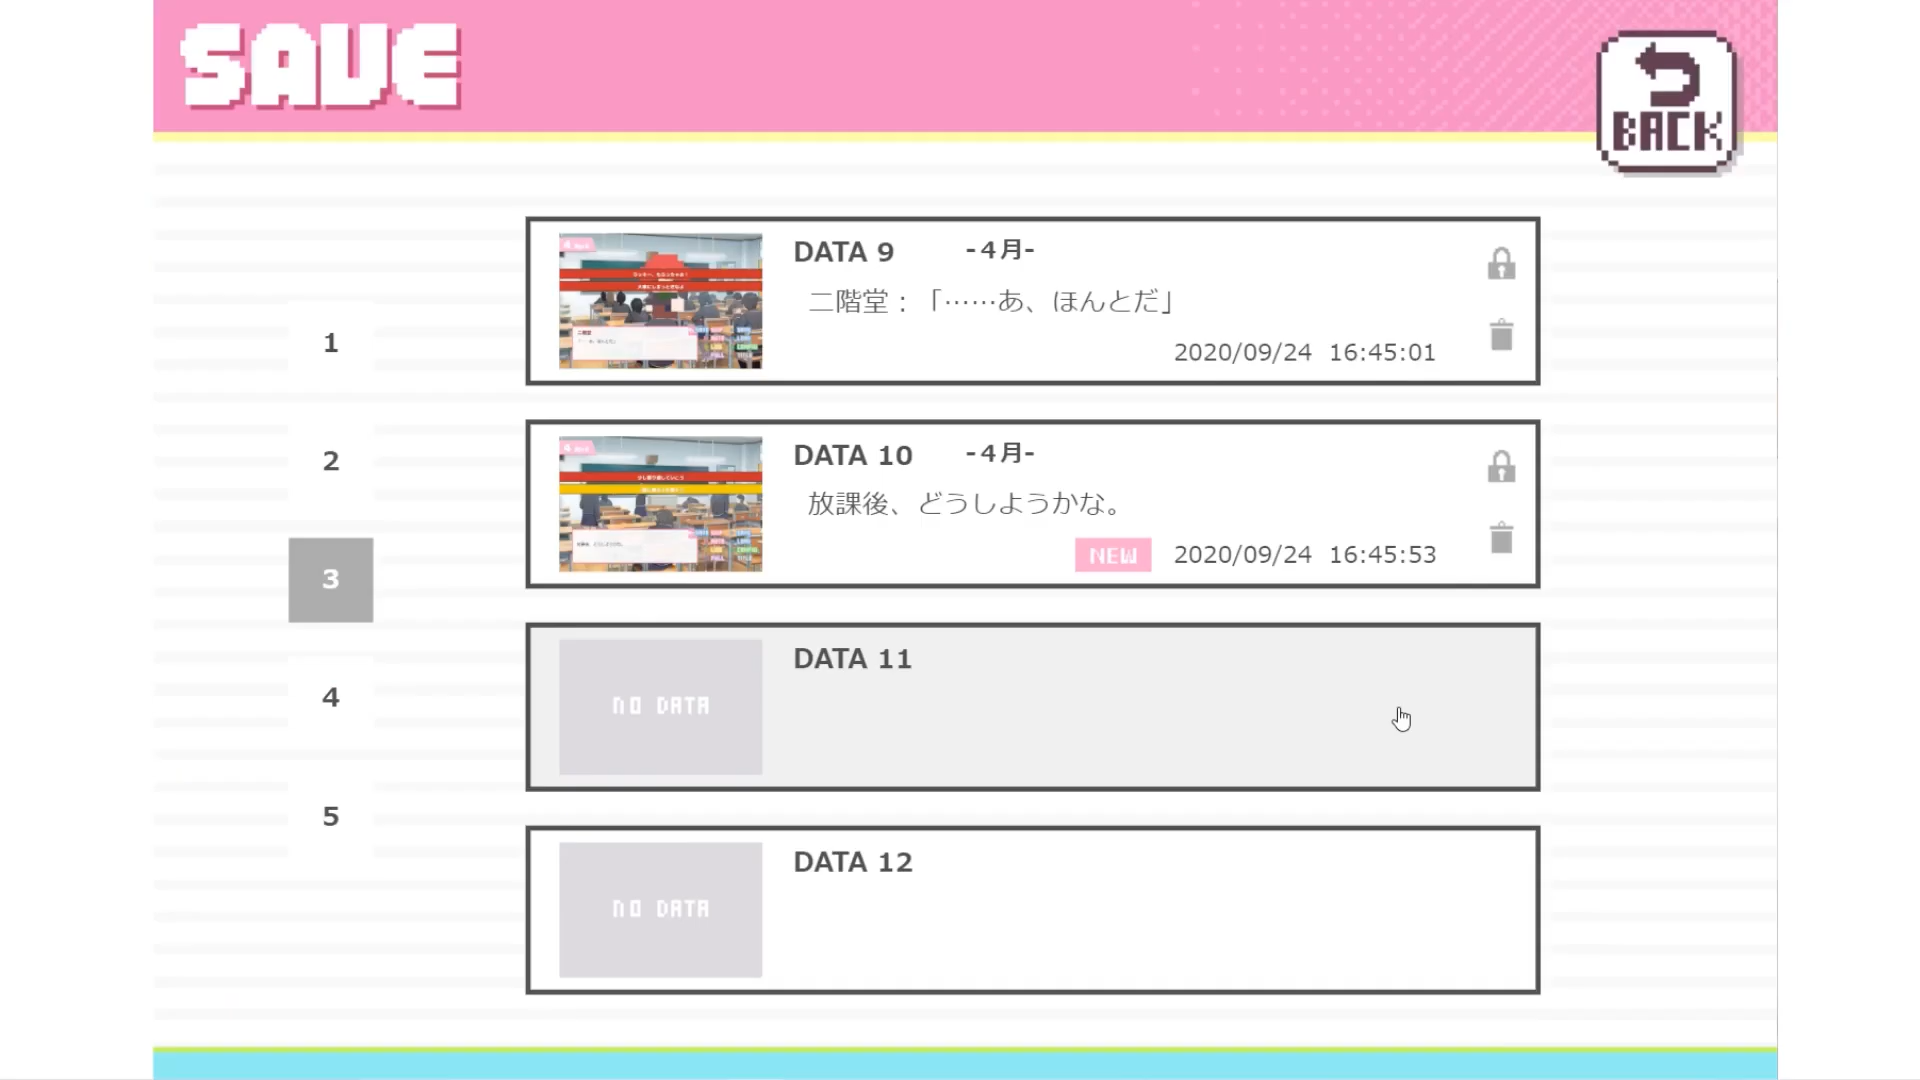 SAVE
BACK
1
2
3
4
5
DATA 9 -4月-
二階堂：「……あ、ほんとだ」
2020/09/24 16:45:01
DATA 10 -4月-
放課後、どうしようかな。
NEW 2020/09/24 16:45:53
DATA 11
NO DATA
DATA 12
NO DATA